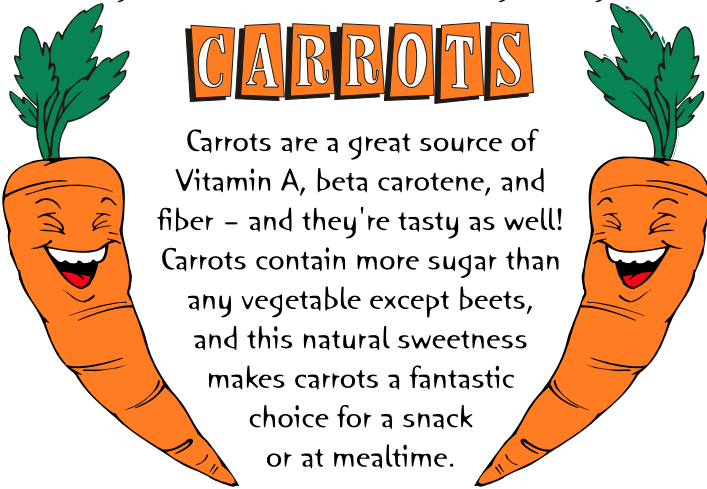 CARROTS
Carrots are a great source of
Vitamin A, beta carotene, and
fiber – and they're tasty as well!
Carrots contain more sugar than
any vegetable except beets,
and this natural sweetness
makes carrots a fantastic
choice for a snack
or at mealtime.